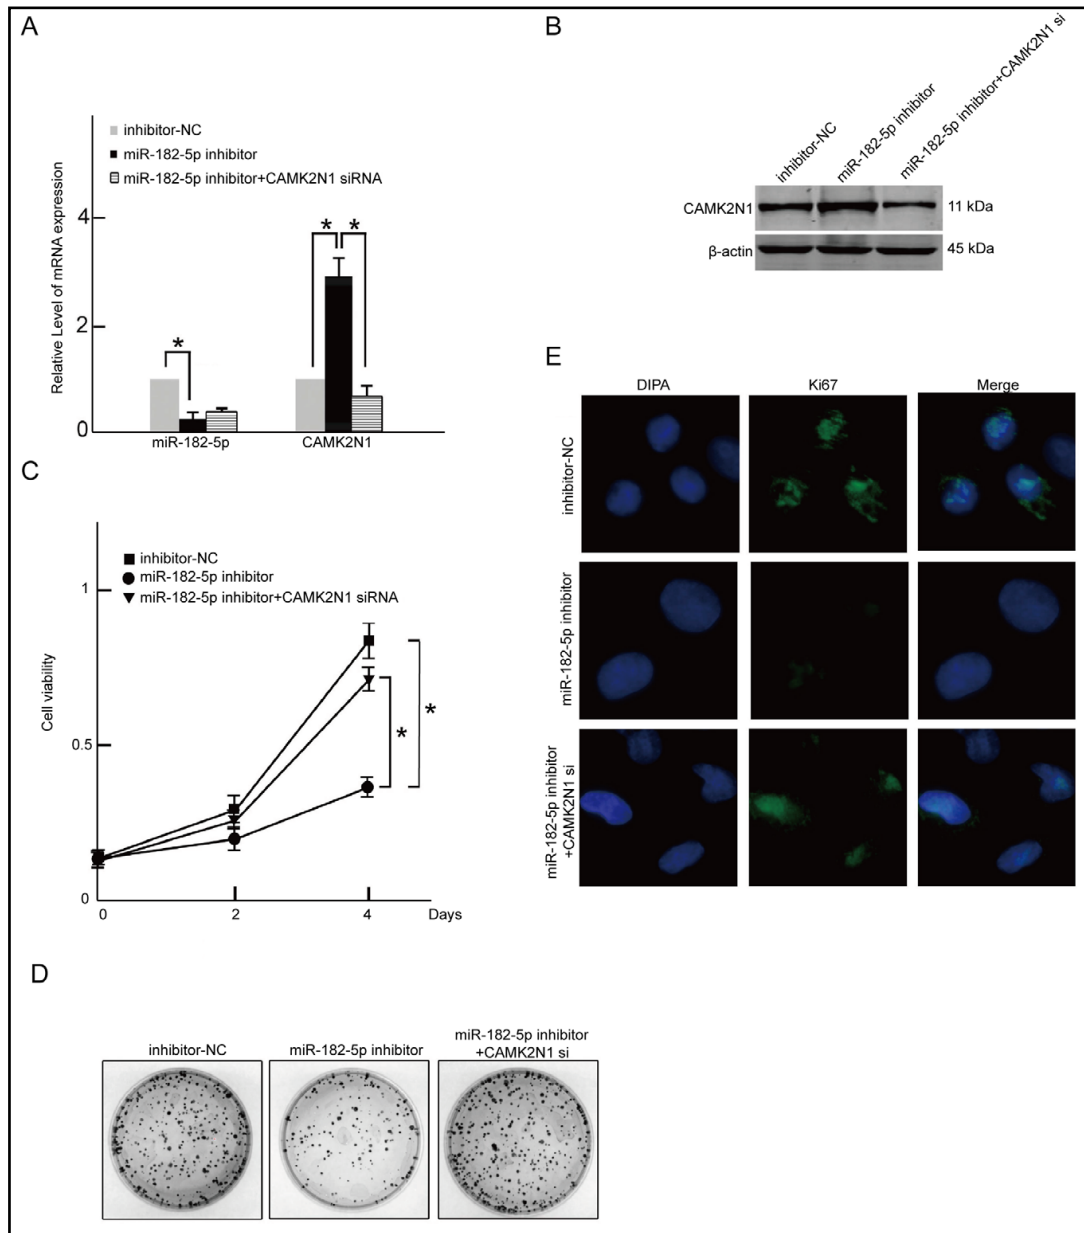 A
inhibitor-NC
miR-182-5p inhibitor
miR-182-5p inhibitor+CAMK2N1 siRNA
Relative Level of mRNA expression
4
2
0
*
*
*
miR-182-5p
CAMK2N1
B
inhibitor-NC
miR-182-5p inhibitor
miR-182-5p inhibitor+CAMK2N1 si
CAMK2N1
11 kDa
β-actin
45 kDa
C
inhibitor-NC
miR-182-5p inhibitor
miR-182-5p inhibitor+CAMK2N1 siRNA
Cell viability
1
0.5
0
*
*
0
2
4
Days
D
inhibitor-NC
miR-182-5p inhibitor
miR-182-5p inhibitor
+CAMK2N1 si
E
DIPA
Ki67
Merge
inhibitor-NC
miR-182-5p inhibitor
miR-182-5p inhibitor
+CAMK2N1 si